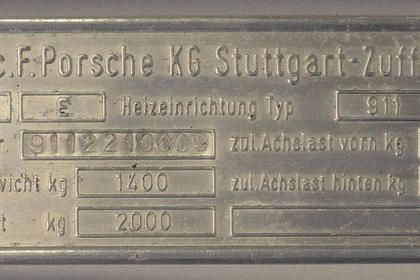 c.F.Porsche KG Stuttgart-Zuff
E Heizeinrichtung Typ 911
r. 9112210609 zul.Achslast vorn kg
wicht kg 1400 zul.Achslast hinten kg
t kg 2000